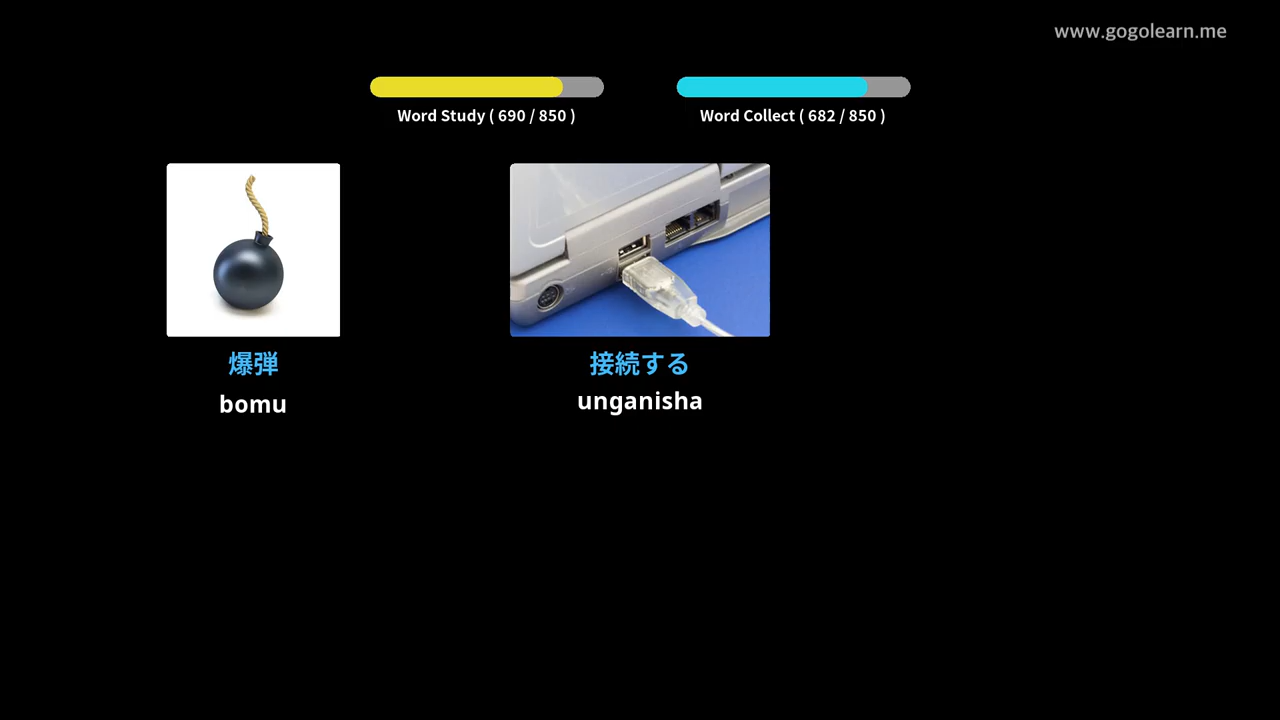 www.gogolearn.me
Word Study ( 690 / 850 )
Word Collect ( 682 / 850 )
爆弾
bomu
接続する
unganisha